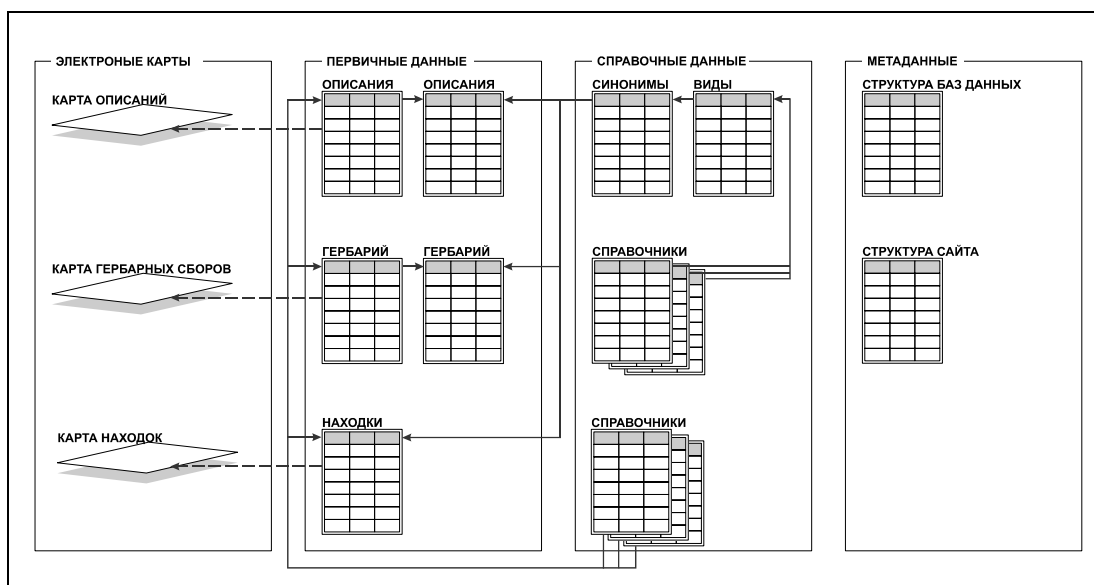 ЭЛЕКТРОНЫЕ КАРТЫ
КАРТА ОПИСАНИЙ
КАРТА ГЕРБАРНЫХ СБОРОВ
КАРТА НАХОДОК
ПЕРВИЧНЫЕ ДАННЫЕ
ОПИСАНИЯ ОПИСАНИЯ
ГЕРБАРИЙ ГЕРБАРИЙ
НАХОДКИ
СПРАВОЧНЫЕ ДАННЫЕ
СИНОНИМЫ ВИДЫ
СПРАВОЧНИКИ
СПРАВОЧНИКИ
МЕТАДАННЫЕ
СТРУКТУРА БАЗ ДАННЫХ
СТРУКТУРА САЙТА